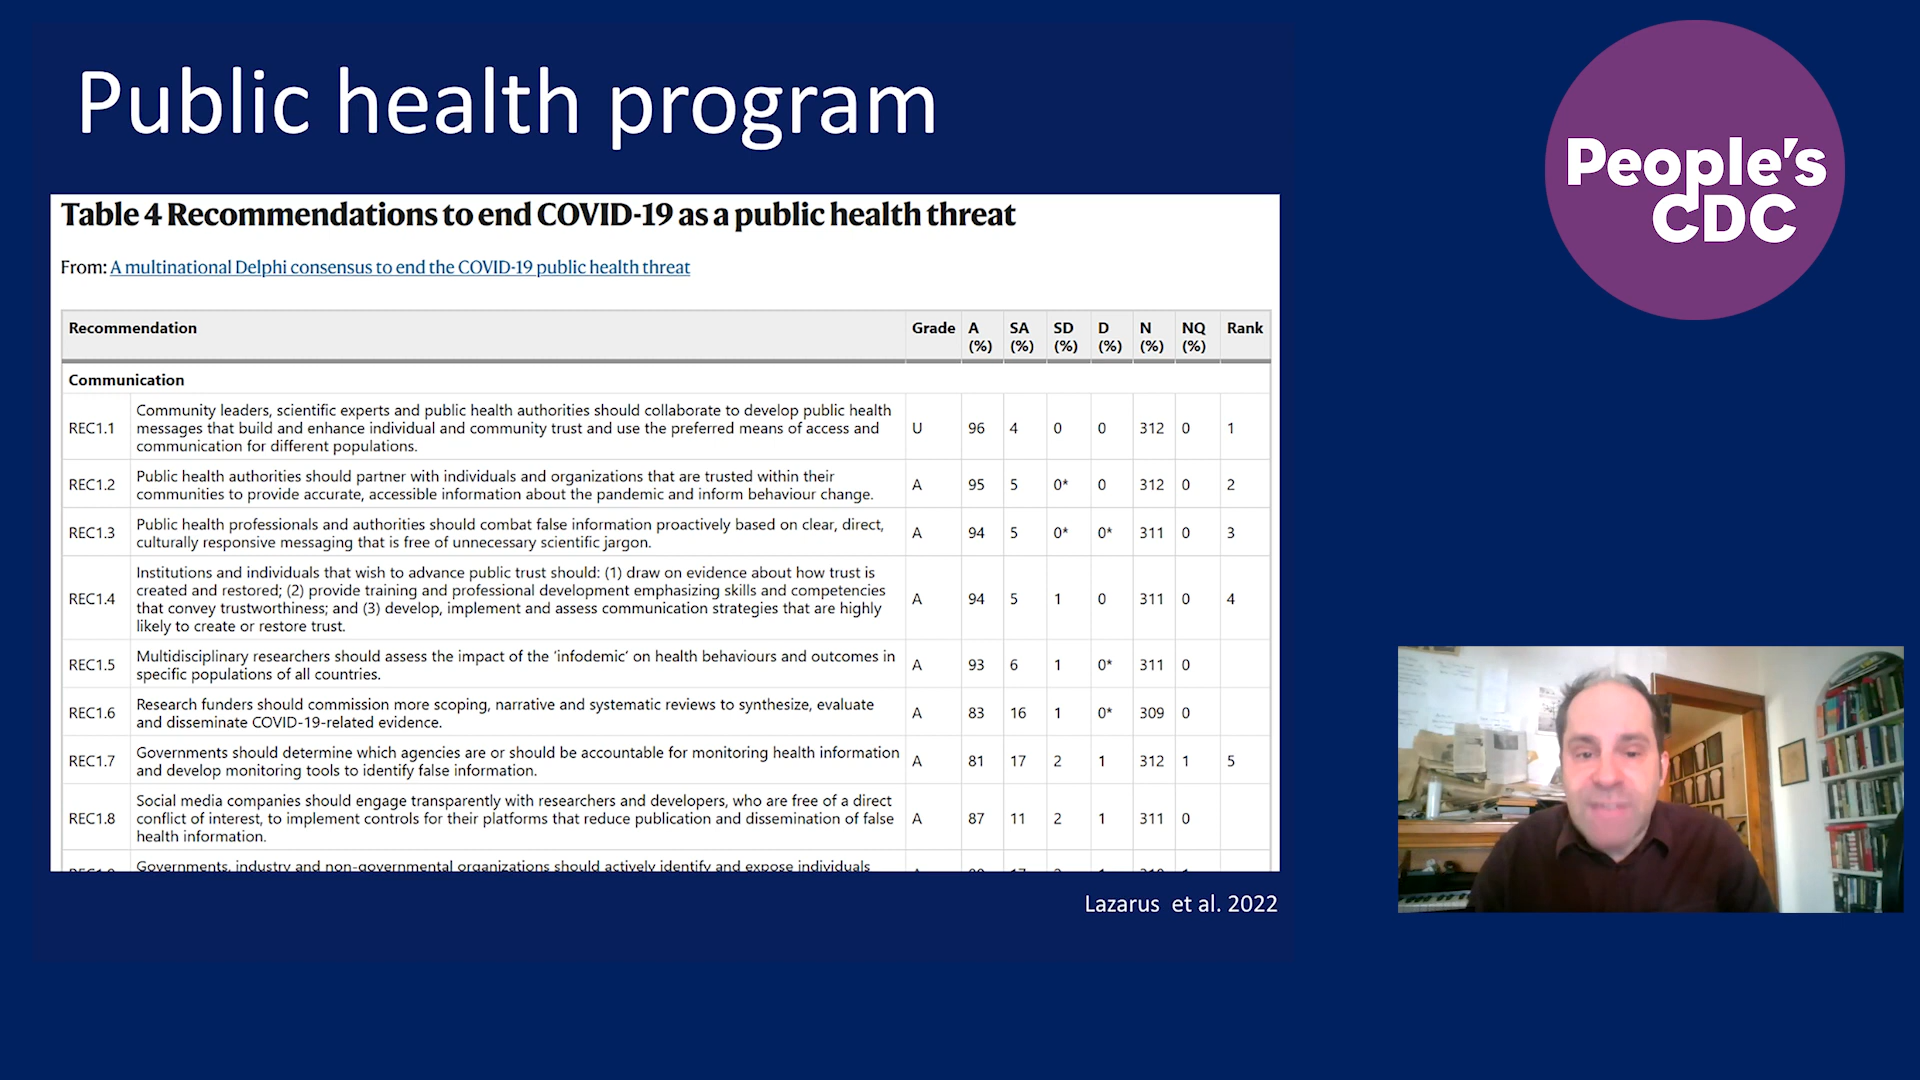 Public health program
People's
CDC
Table 4 Recommendations to end COVID-19 as a public health threat
From: A multinational Delphi consensus to end the COVID-19 public health threat
Recommendation Grade A (%) SA (%) SD (%) D (%) N (%) NQ (%) Rank
Communication
REC1.1 Community leaders, scientific experts and public health authorities should collaborate to develop public health
messages that build and enhance individual and community trust and use the preferred means of access and
communication for different populations. U 96 4 0 0 312 0 1
REC1.2 Public health authorities should partner with individuals and organizations that are trusted within their
communities to provide accurate, accessible information about the pandemic and inform behaviour change. A 95 5 0* 0 312 0 2
REC1.3 Public health professionals and authorities should combat false information proactively based on clear, direct,
culturally responsive messaging that is free of unnecessary scientific jargon. A 94 5 0* 0* 311 0 3
REC1.4 Institutions and individuals that wish to advance public trust should: (1) draw on evidence about how trust is
created and restored; (2) provide training and professional development emphasizing skills and competencies
that convey trustworthiness; and (3) develop, implement and assess communication strategies that are highly
likely to create or restore trust. A 94 5 1 0 311 0 4
REC1.5 Multidisciplinary researchers should assess the impact of the 'infodemic' on health behaviours and outcomes in
specific populations of all countries. A 93 6 1 0* 311 0
REC1.6 Research funders should commission more scoping, narrative and systematic reviews to synthesize, evaluate
and disseminate COVID-19-related evidence. A 83 16 1 0* 309 0
REC1.7 Governments should determine which agencies are or should be accountable for monitoring health information
and develop monitoring tools to identify false information. A 81 17 2 1 312 1 5
REC1.8 Social media companies should engage transparently with researchers and developers, who are free of a direct
conflict of interest, to implement controls for their platforms that reduce publication and dissemination of false
health information. A 87 11 2 1 311 0
Governments, industry and non-governmental organizations should actively identify and expose individuals
Lazarus et al. 2022